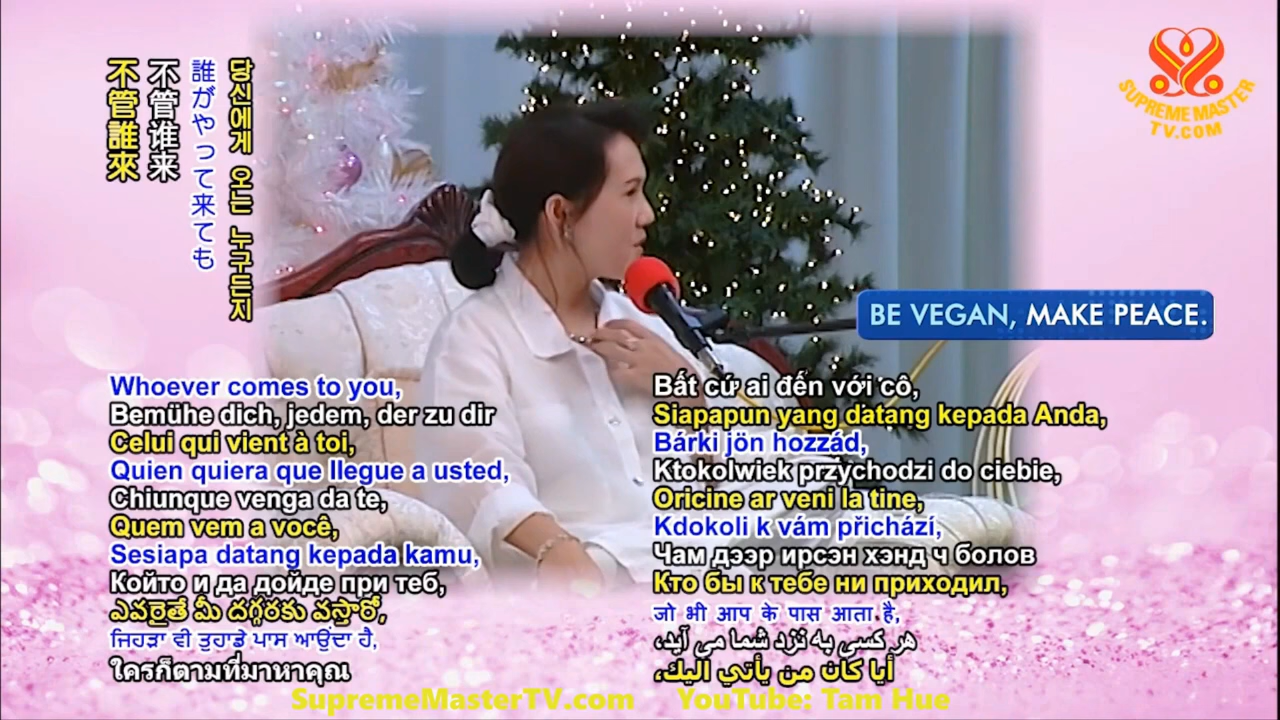 不管誰來
不管谁来
誰がやって来ても
당신에게 오는 누구든지
SUPREME MASTER
TV.COM
BE VEGAN, MAKE PEACE.
Whoever comes to you,
Bemühe dich, jedem, der zu dir
Celui qui vient à toi,
Quien quiera que llegue a usted,
Chiunque venga da te,
Quem vem a você,
Sesiapa datang kepada kamu,
Който и да дойде при теб,
ఎవరైతే మీ దగ్గరకు వస్తారో,
ਜਿਹੜਾ ਵੀ ਤੁਹਾਡੇ ਪਾਸ ਆਉਂਦਾ ਹੈ,
ใครก็ตามที่มาหาคุณ
Bất cứ ai đến với cô,
Siapapun yang datang kepada Anda,
Bárki jön hozzád,
Ktokolwiek przychodzi do ciebie,
Oricine ar veni la tine,
Kdokoli k vám přichází,
Чам дээр ирсэн хэнд ч болов
Кто бы к тебе ни приходил,
जो भी आप के पास आता है,
هر کسی به نزد شما می آید،
أيا كان من يأتي اليك،
SupremeMasterTV.com YouTube: Tam Hue